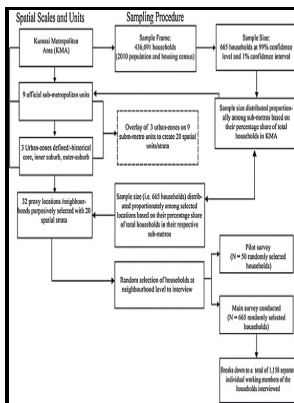 Spatial Scales and Units
Sampling Procedure
Kumasi Metropolitan
Area (KMA)
Sample Frame:
436,691 households
(2010 population and housing census)
Sample Size:
665 households at 99% confidence
level and 1% confidence interval
9 official sub-metropolitan units
Sample size distributed proportion-
ally among sub-metros based on
their percentage share of total
households in KMA
Overlay of 3 urban-zones on 9
subm-metro units to create 20 spatial
units/strata
3 Urban-zones defined:-historical
core, inner suburb, outer-suburb
32 proxy locations /neighbour-
hoods purposively selected with 20
spatial strata
Sample size (i.e. 665 households) distrib-
uted proportionately among selected
locations based on their percentage share
of total households in their respective
sub-metros
Random selection of households at
neighbourhood level to interview
Pilot survey
(N = 50 randomly selected
households)
Main survey conducted
(N = 665 randomly selected
households)
Breaks down to a total of 1,158 separate
individual working members of the
households interviewed